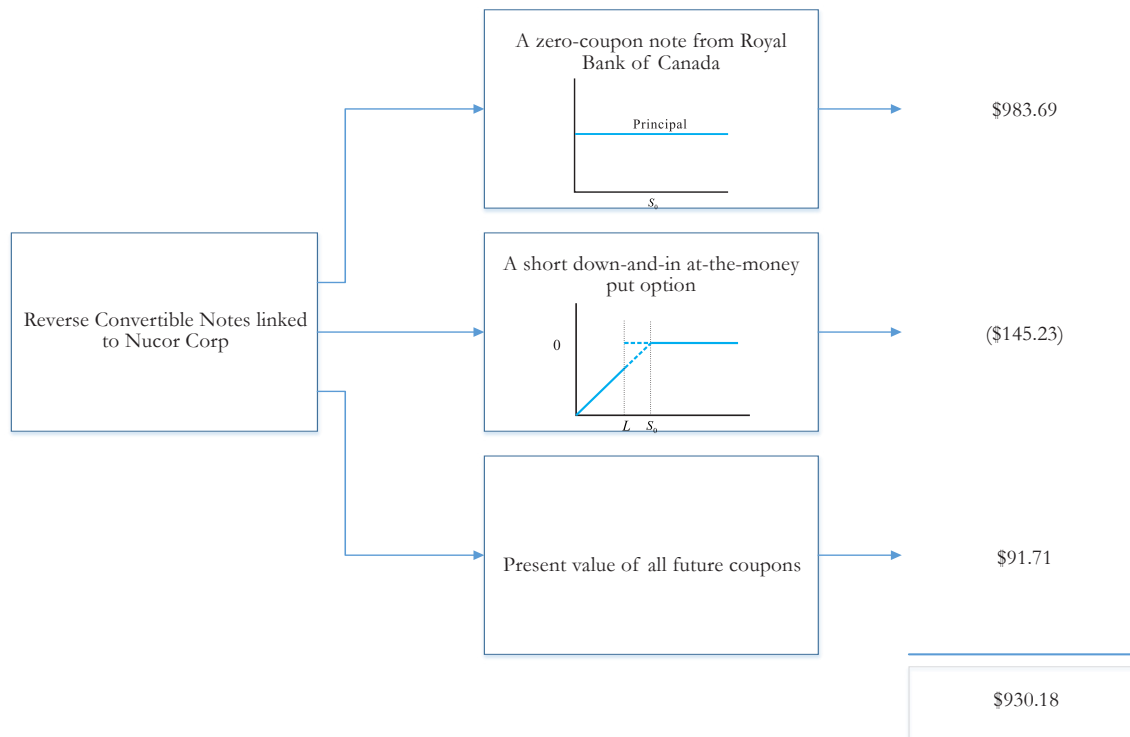 A zero-coupon note from Royal
Bank of Canada
Principal
S₀
$983.69
Reverse Convertible Notes linked
to Nucor Corp
A short down-and-in at-the-money
put option
0
L S₀
($145.23)
Present value of all future coupons
$91.71
$930.18